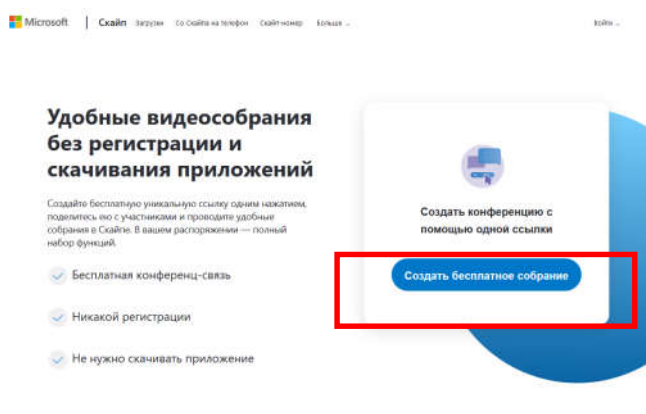 Microsoft
Скайп Загрузки Со Скайпа на телефон Скайп-номер Больше
Войти
Удобные видеособрания
без регистрации и
скачивания приложений
Создайте бесплатную уникальную ссылку одним нажатием,
поделитесь ею с участниками и проводите удобные
собрания в Скайпе. В вашем распоряжении — полный
набор функций.
Бесплатная конференц-связь
Никакой регистрации
Не нужно скачивать приложение
Создать конференцию с
помощью одной ссылки
Создать бесплатное собрание